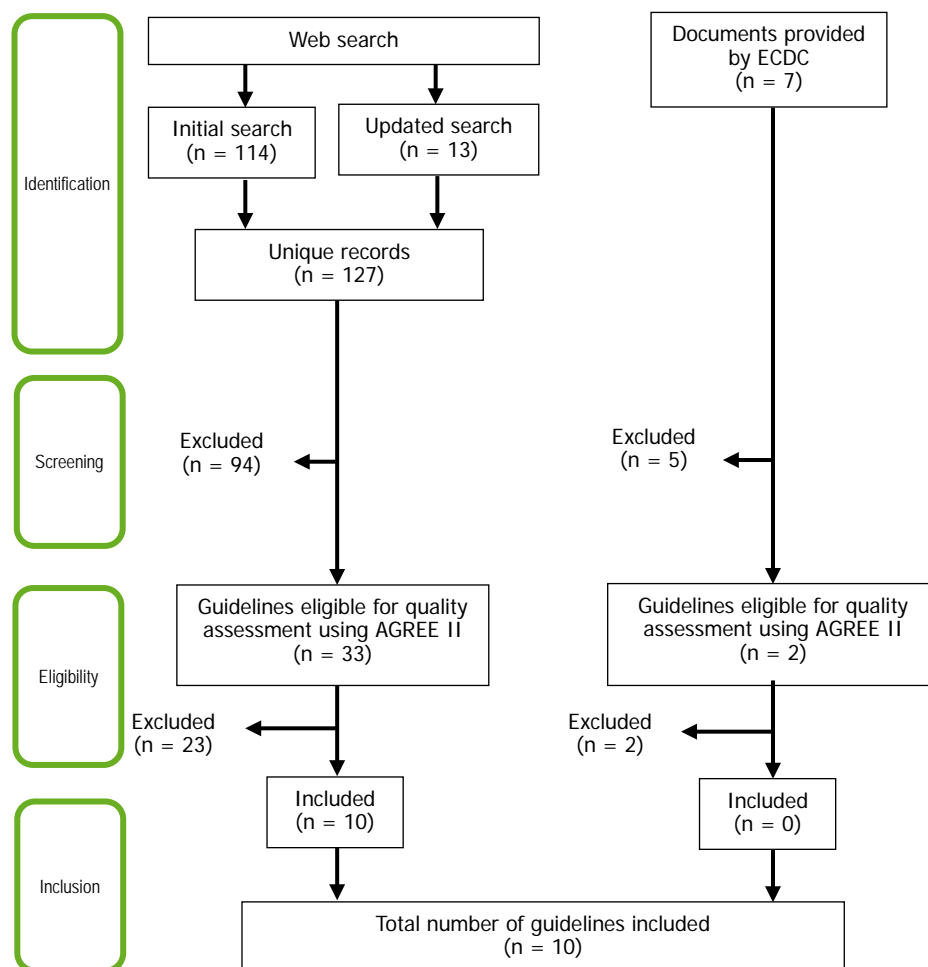 Web search
Documents provided
by ECDC
(n = 7)
Initial search
(n = 114)
Updated search
(n = 13)
Identification
Unique records
(n = 127)
Screening
Excluded
(n = 94)
Excluded
(n = 5)
Guidelines eligible for quality
assessment using AGREE II
(n = 33)
Guidelines eligible for quality
assessment using AGREE II
(n = 2)
Eligibility
Excluded
(n = 23)
Excluded
(n = 2)
Included
(n = 10)
Included
(n = 0)
Inclusion
Total number of guidelines included
(n = 10)